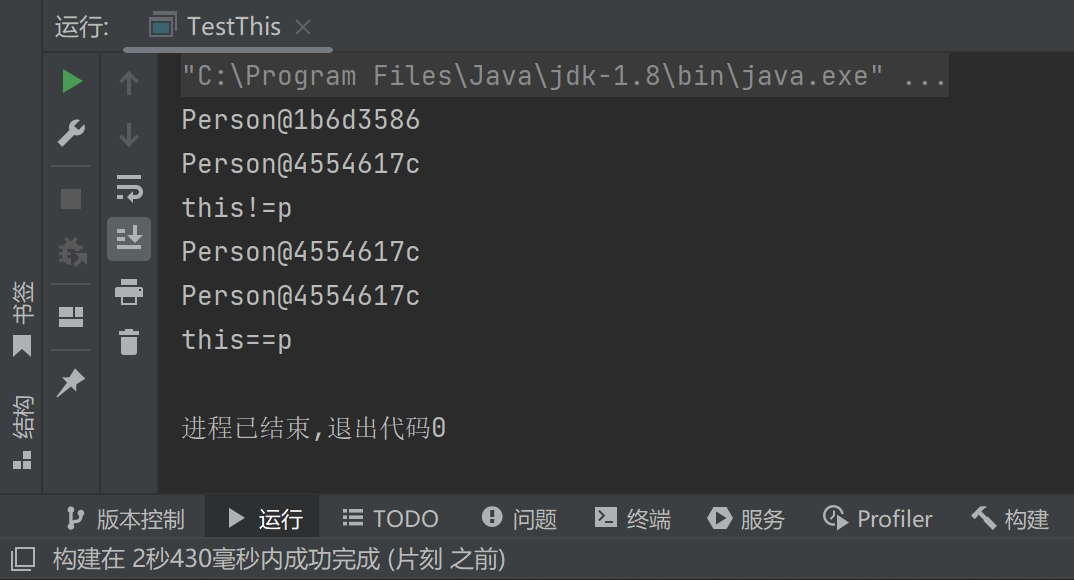 运行: TestThis
"C:\Program Files\Java\jdk-1.8\bin\java.exe" ...
Person@1b6d3586
Person@4554617c
this!=p
Person@4554617c
Person@4554617c
this==p
进程已结束,退出代码0
书签
结构
版本控制 运行 TODO 问题 终端 服务 Profiler 构建
构建在 2秒430毫秒内成功完成 (片刻 之前)